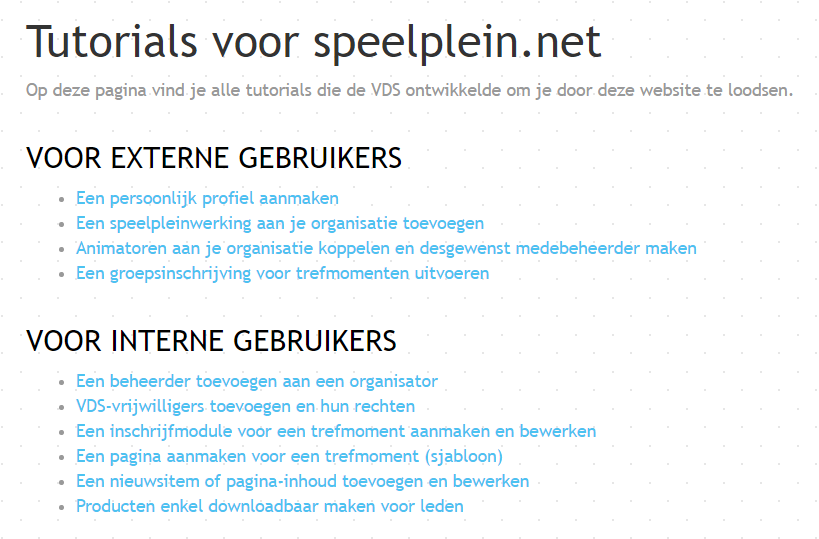 Tutorials voor speelplein.net
Op deze pagina vind je alle tutorials die de VDS ontwikkelde om je door deze website te loodsen.
VOOR EXTERNE GEBRUIKERS
Een persoonlijk profiel aanmaken
Een speelpleinwerking aan je organisatie toevoegen
Animatoren aan je organisatie koppelen en desgewenst medebeheerder maken
Een groepsinschrijving voor trefmomenten uitvoeren
VOOR INTERNE GEBRUIKERS
Een beheerder toevoegen aan een organisator
VDS-vrijwilligers toevoegen en hun rechten
Een inschrijfmodule voor een trefmoment aanmaken en bewerken
Een pagina aanmaken voor een trefmoment (sjabloon)
Een nieuwsitem of pagina-inhoud toevoegen en bewerken
Producten enkel downloadbaar maken voor leden